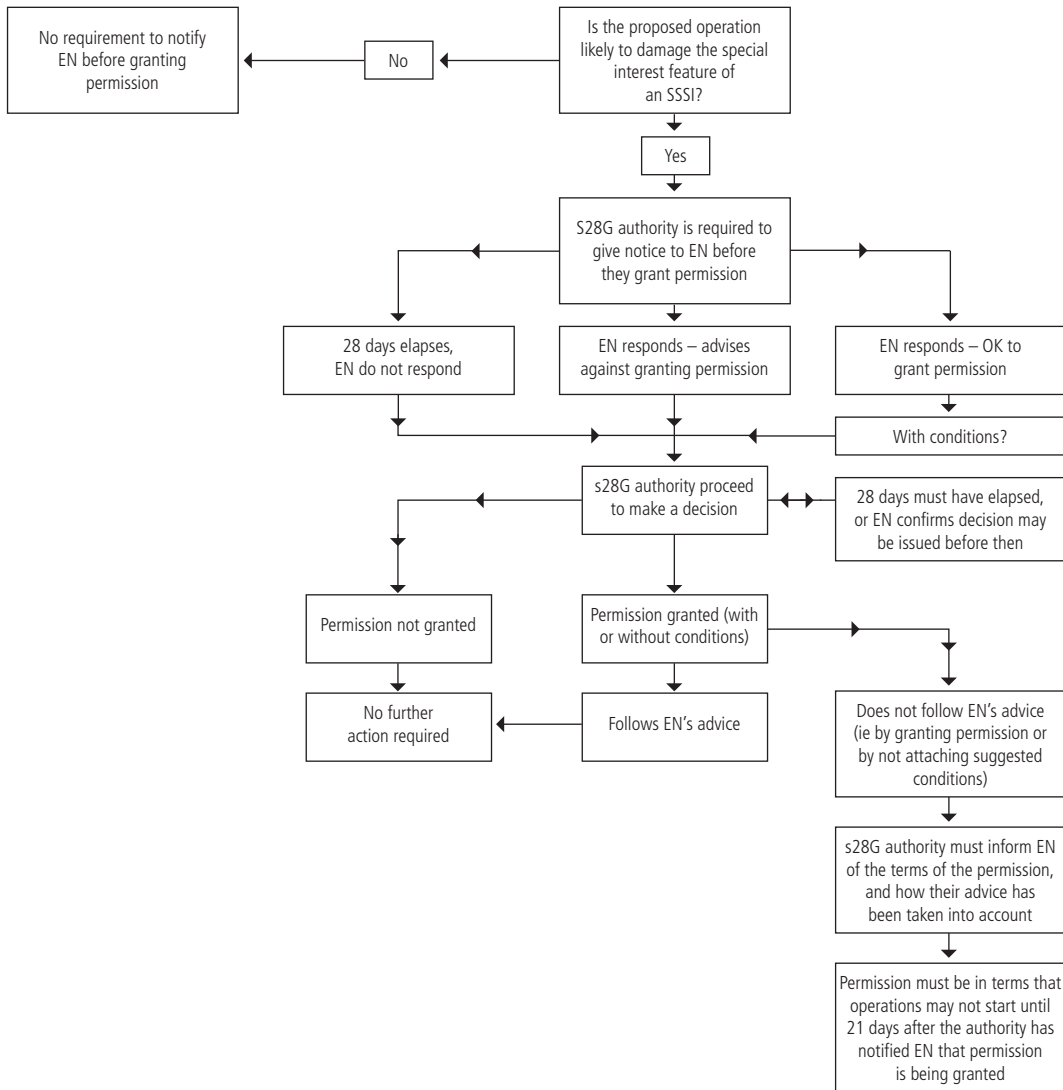 No requirement to notify
EN before granting
permission
No
Is the proposed operation
likely to damage the special
interest feature of
an SSSI?
Yes
S28G authority is required to
give notice to EN before
they grant permission
28 days elapses,
EN do not respond
EN responds – advises
against granting permission
EN responds – OK to
grant permission
With conditions?
s28G authority proceed
to make a decision
28 days must have elapsed,
or EN confirms decision may
be issued before then
Permission not granted
Permission granted (with
or without conditions)
No further
action required
Follows EN’s advice
Does not follow EN’s advice
(ie by granting permission or
by not attaching suggested
conditions)
s28G authority must inform EN
of the terms of the permission,
and how their advice has
been taken into account
Permission must be in terms that
operations may not start until
21 days after the authority has
notified EN that permission
is being granted